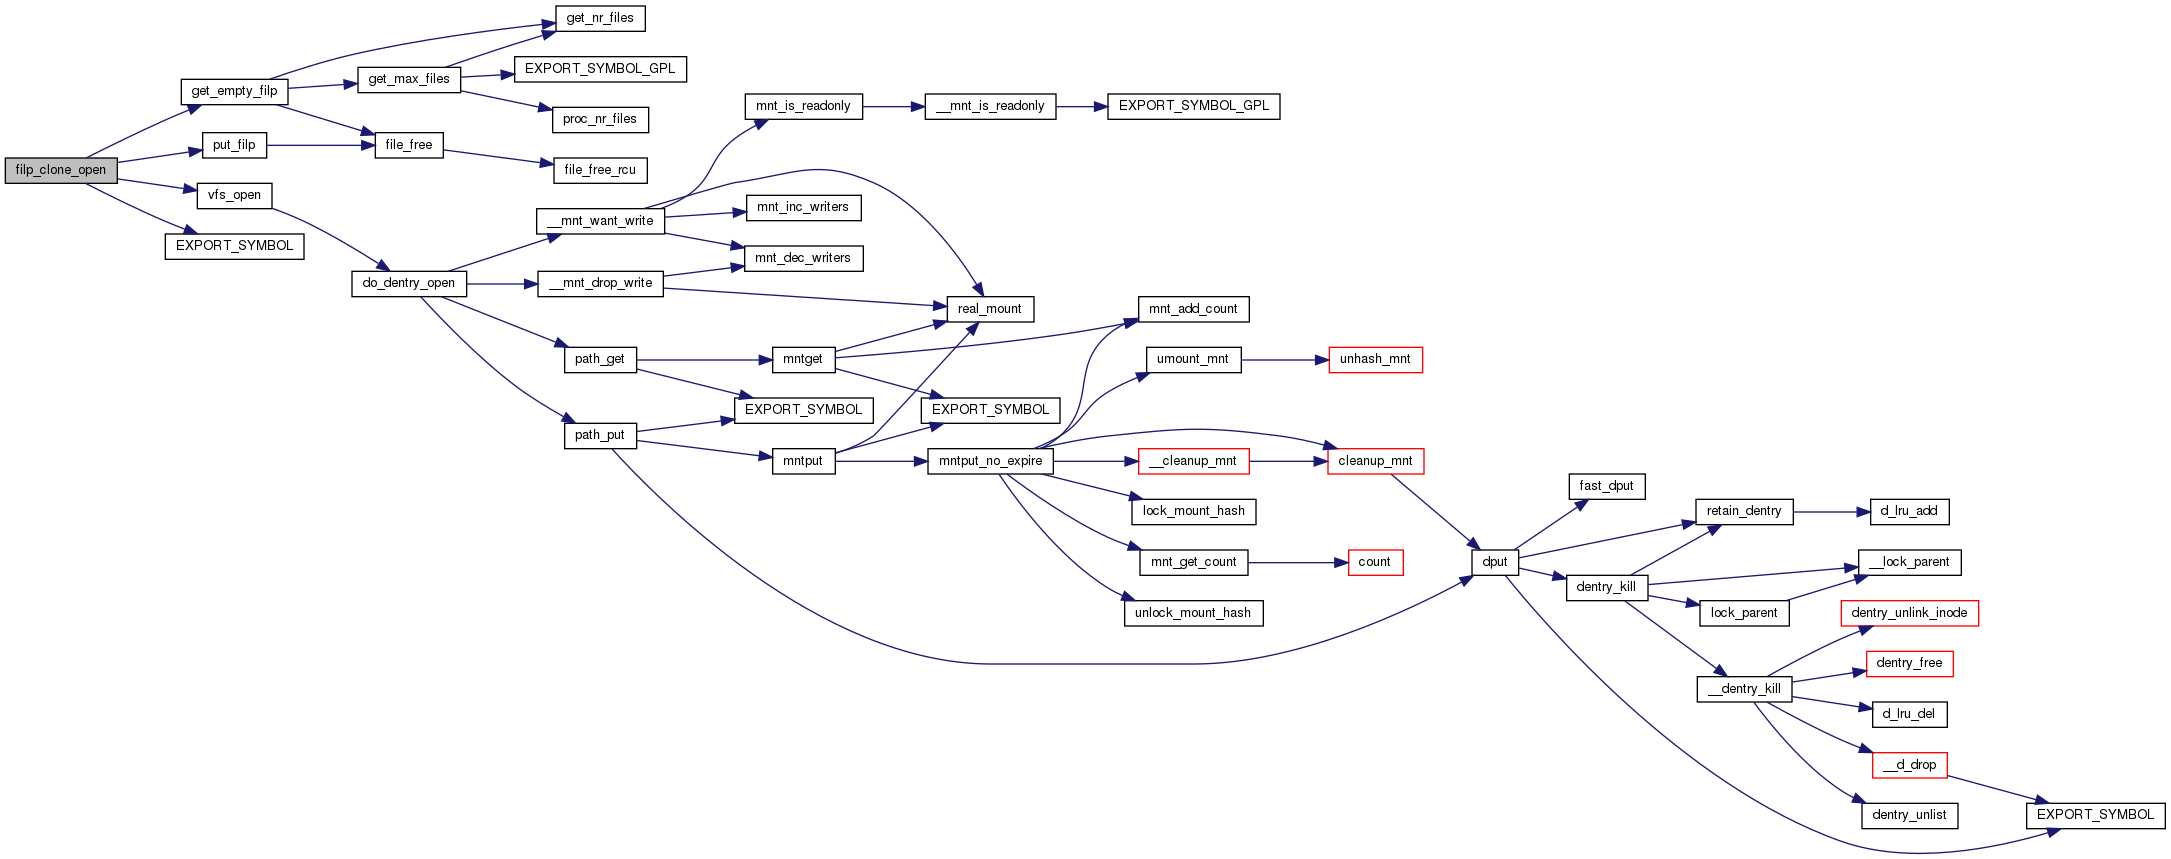 filp_clone_open
get_empty_filp
put_filp
vfs_open
EXPORT_SYMBOL
get_max_files
file_free
do_dentry_open
get_nr_files
EXPORT_SYMBOL_GPL
proc_nr_files
file_free_rcu
__mnt_want_write
__mnt_drop_write
path_get
path_put
mnt_is_readonly
mnt_inc_writers
mnt_dec_writers
mntget
EXPORT_SYMBOL
mntput
__mnt_is_readonly
real_mount
EXPORT_SYMBOL
mntput_no_expire
EXPORT_SYMBOL_GPL
mnt_add_count
umount_mnt
__cleanup_mnt
lock_mount_hash
mnt_get_count
unlock_mount_hash
unhash_mnt
cleanup_mnt
count
dput
fast_dput
dentry_kill
retain_dentry
lock_parent
__dentry_kill
d_lru_add
__lock_parent
dentry_unlink_inode
dentry_free
d_lru_del
__d_drop
dentry_unlist
EXPORT_SYMBOL